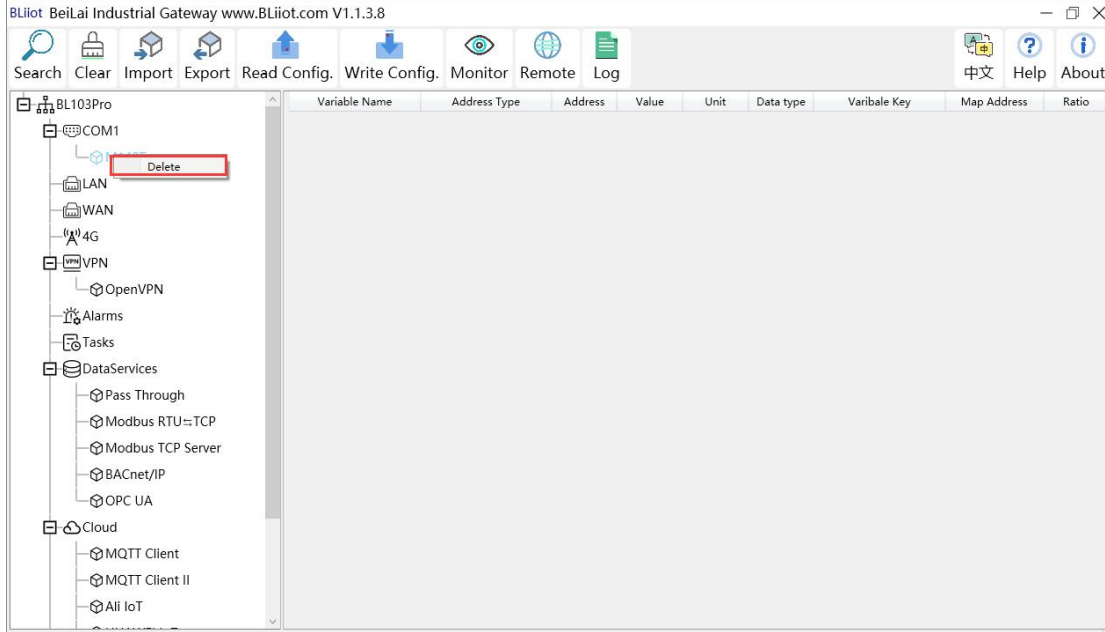 BLiiot BeiLai Industrial Gateway www.BLiiot.com V1.1.3.8
Search Clear Import Export Read Config. Write Config. Monitor Remote Log 中文 Help About
Variable Name Address Type Address Value Unit Data type Varibale Key Map Address Ratio
BL103Pro
COM1
Delete
LAN
WAN
4G
VPN
OpenVPN
Alarms
Tasks
DataServices
Pass Through
Modbus RTU⇆TCP
Modbus TCP Server
BACnet/IP
OPC UA
Cloud
MQTT Client
MQTT Client II
Ali IoT